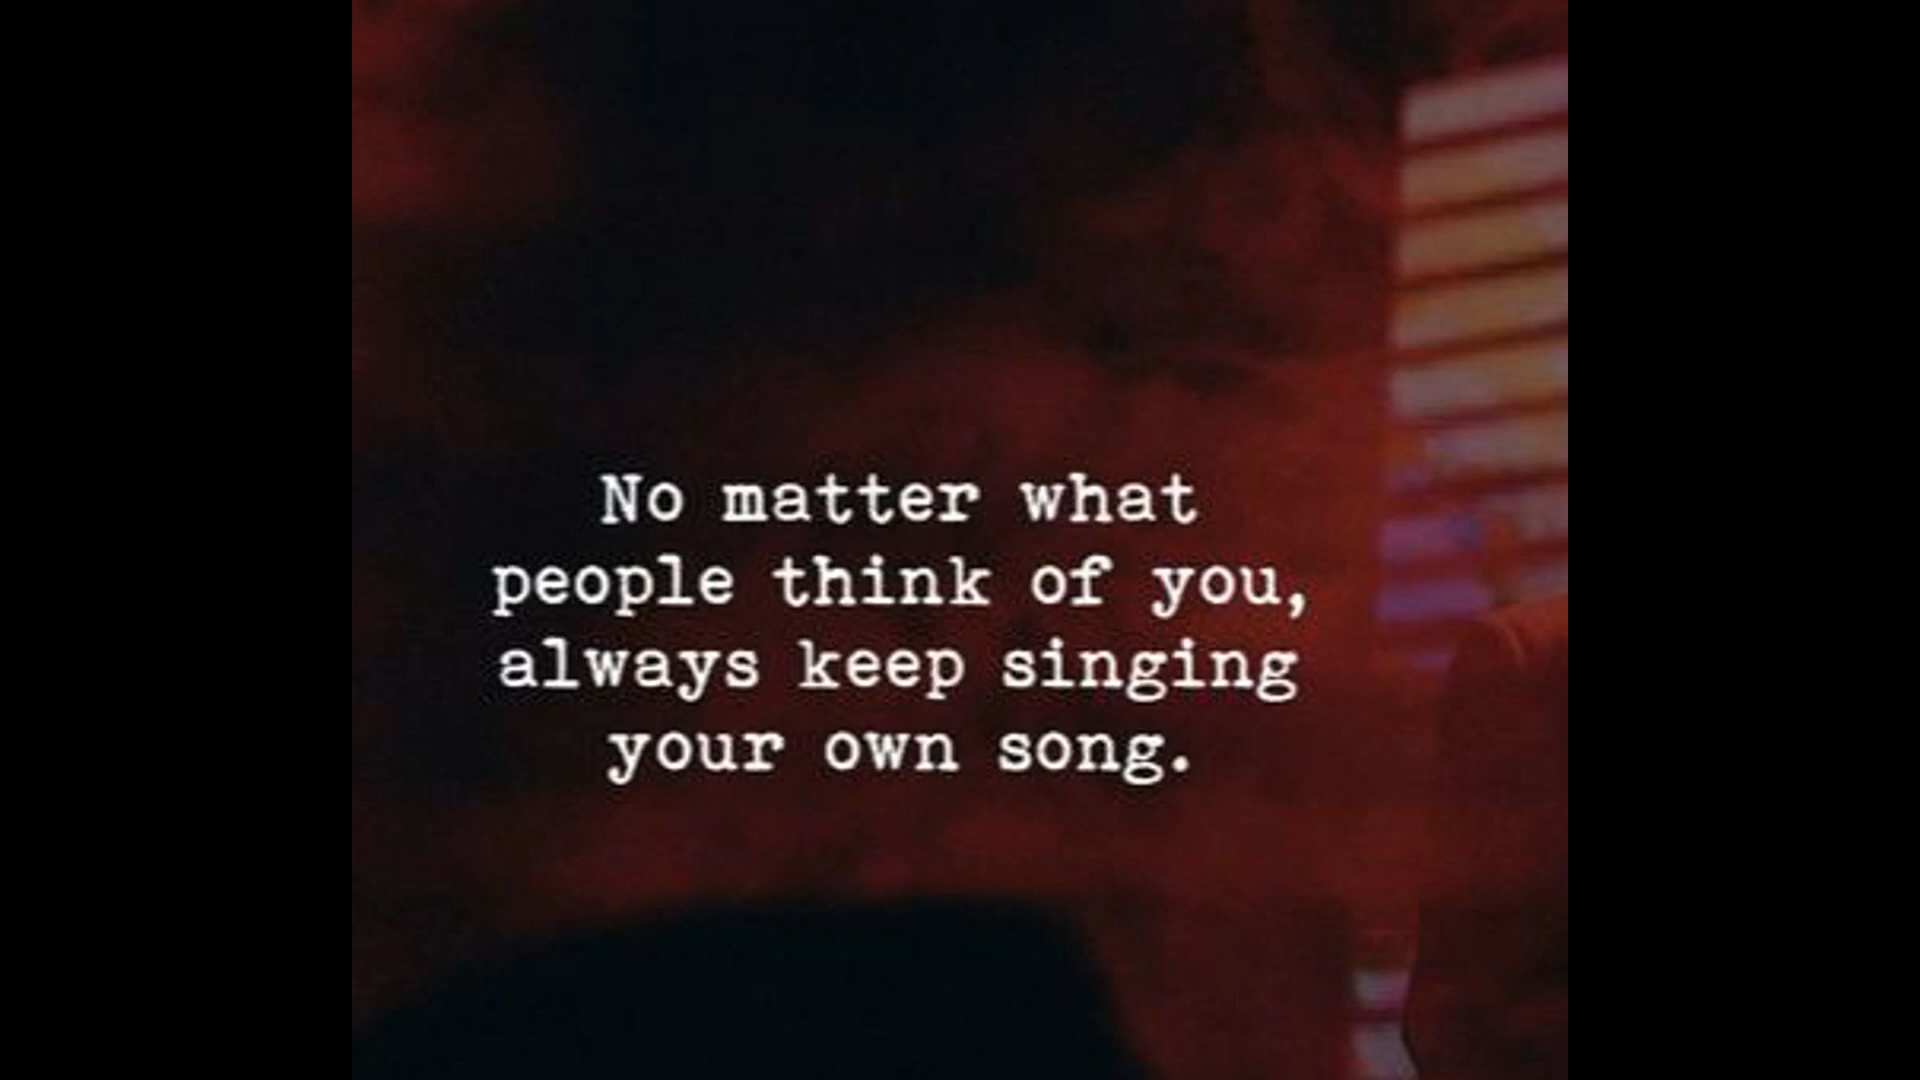 No matter what
people think of you,
always keep singing
your own song.